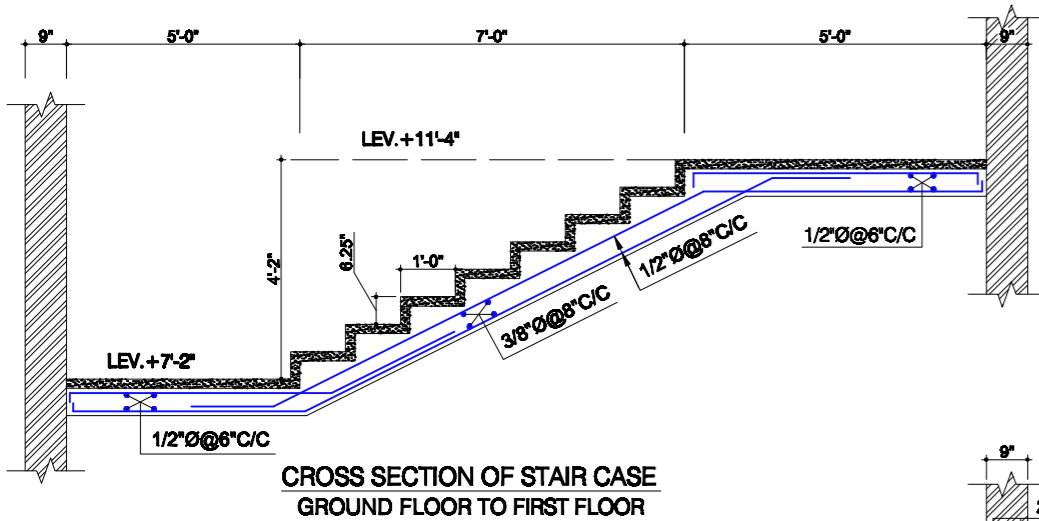 9" 5'-0" 7'-0" 5'-0" 9"
LEV.+11'-4"
4'-2"
6.25"
1'-0"
1/2"Ø@8"C/C
1/2"Ø@6"C/C
3/8"Ø@8"C/C
LEV.+7'-2"
1/2"Ø@6"C/C
CROSS SECTION OF STAIR CASE
GROUND FLOOR TO FIRST FLOOR
9"